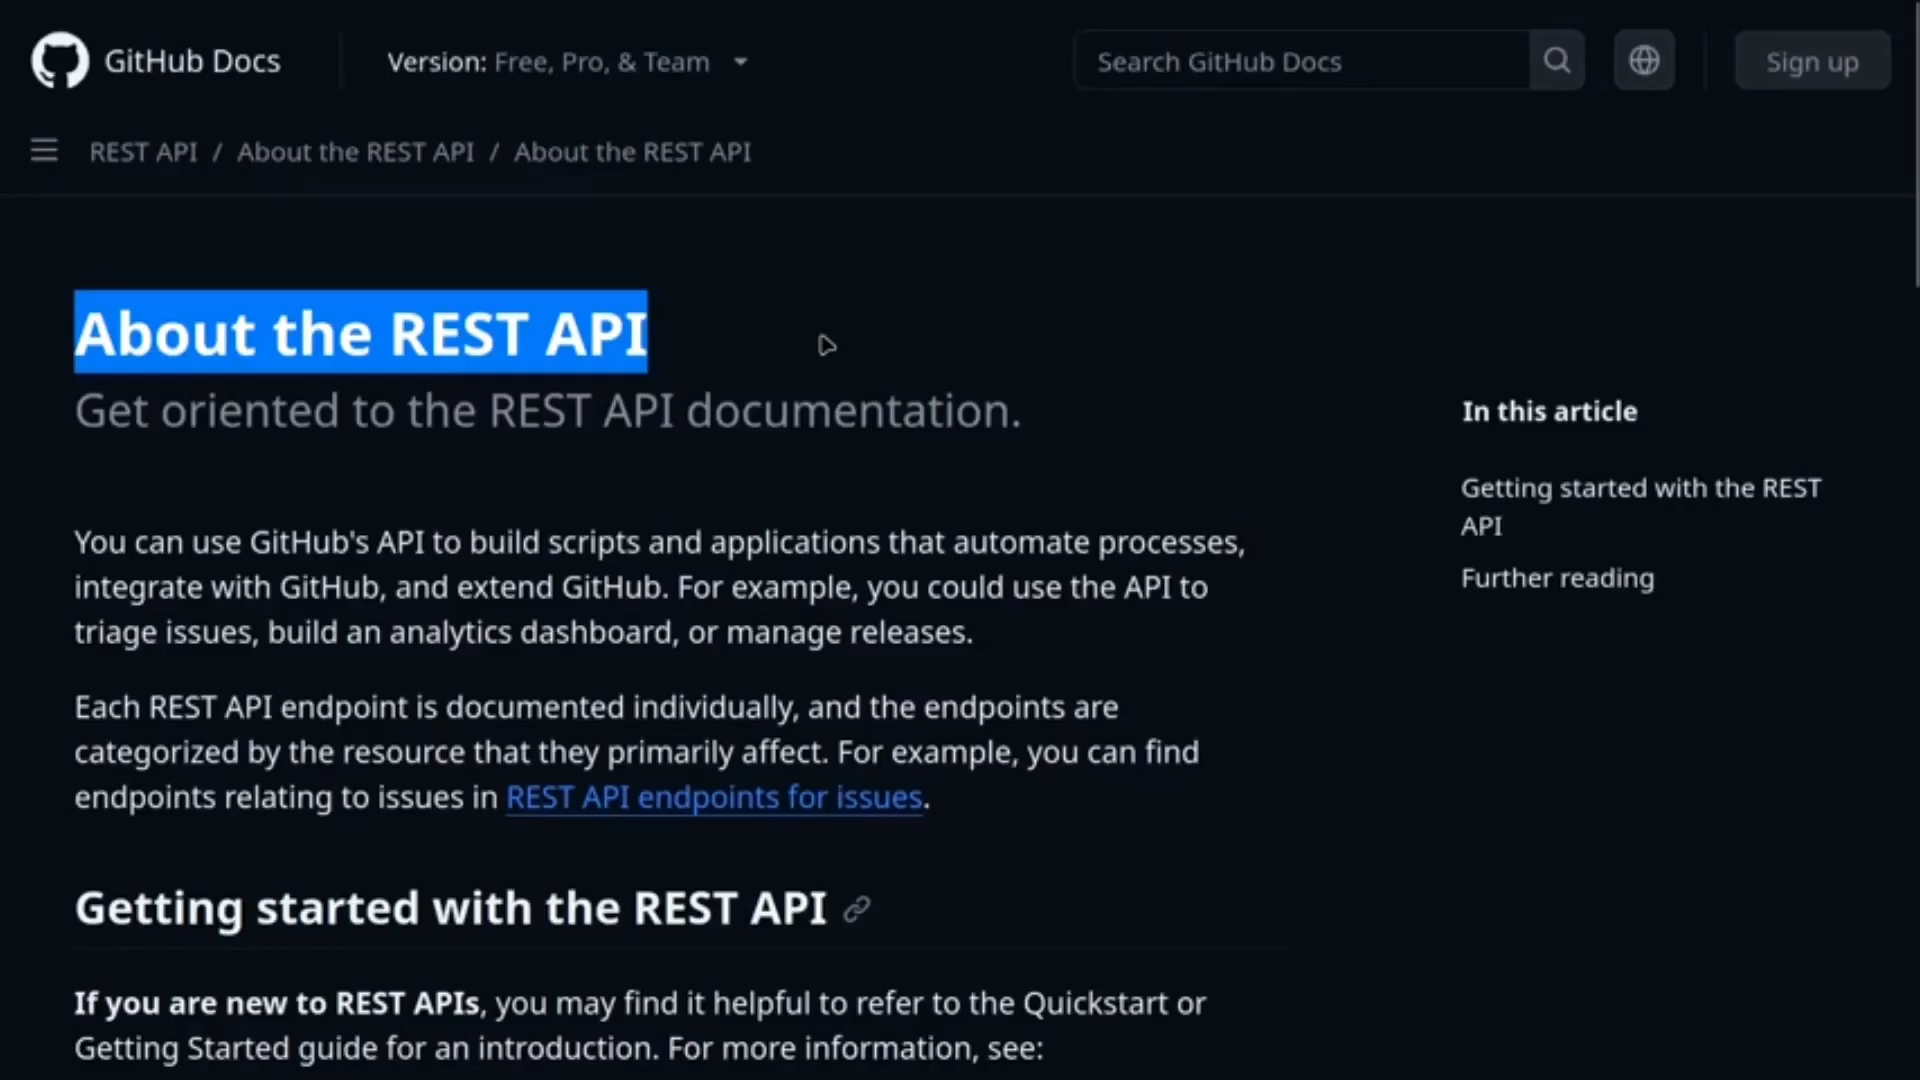 GitHub Docs
Version: Free, Pro, & Team
Search GitHub Docs
Sign up
REST API / About the REST API / About the REST API
About the REST API
Get oriented to the REST API documentation.
In this article
Getting started with the REST
API
Further reading
You can use GitHub's API to build scripts and applications that automate processes,
integrate with GitHub, and extend GitHub. For example, you could use the API to
triage issues, build an analytics dashboard, or manage releases.
Each REST API endpoint is documented individually, and the endpoints are
categorized by the resource that they primarily affect. For example, you can find
endpoints relating to issues in REST API endpoints for issues.
Getting started with the REST API
If you are new to REST APIs, you may find it helpful to refer to the Quickstart or
Getting Started guide for an introduction. For more information, see: